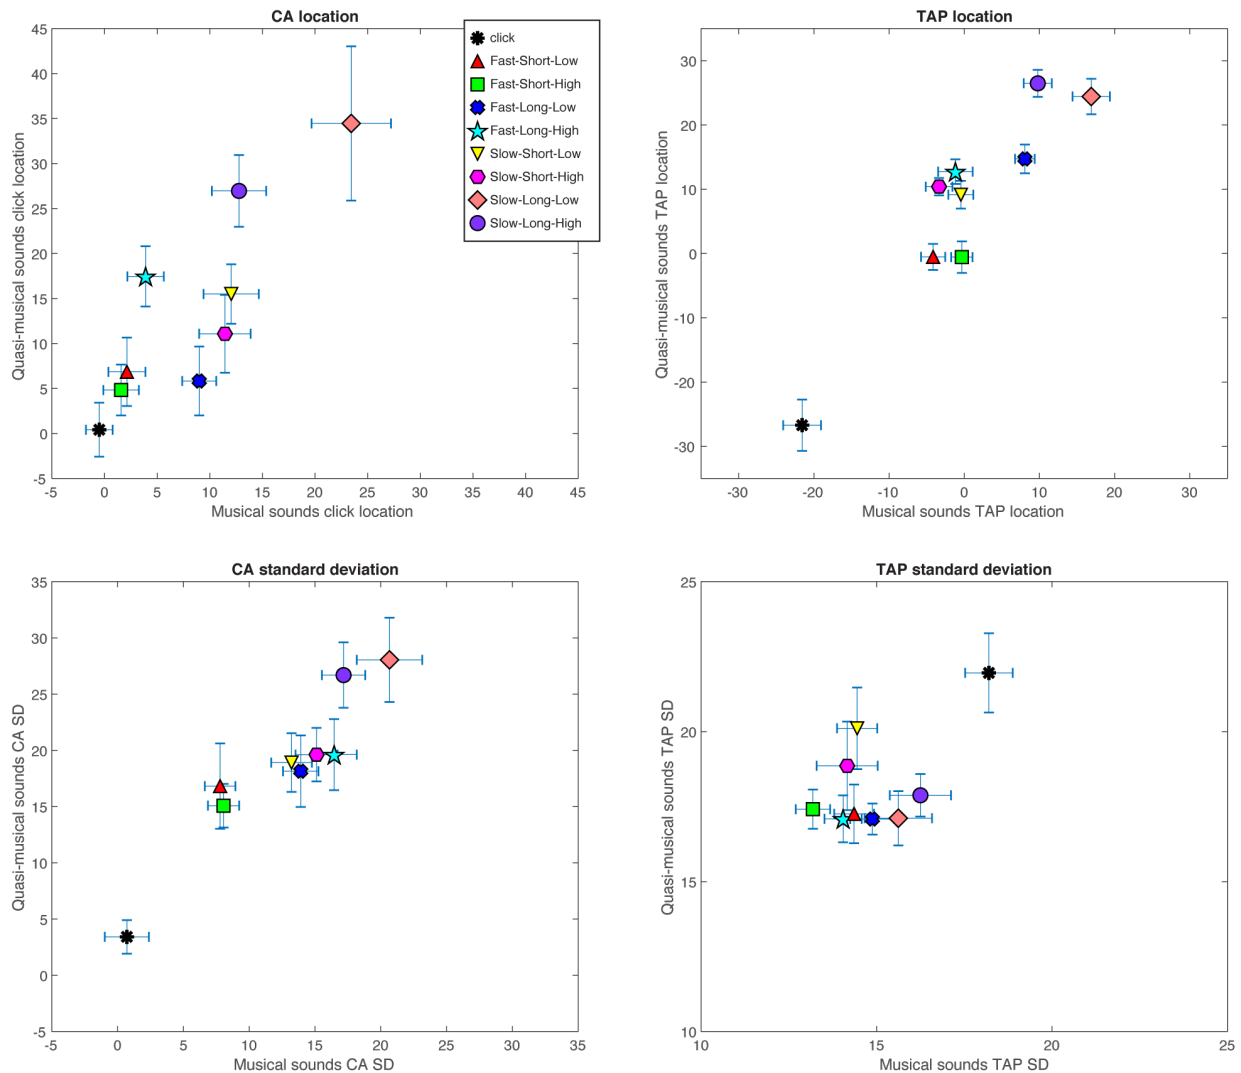 CA location
45
40
35
30
25
20
15
10
5
0
-5
-5 0 5 10 15 20 25 30 35 40 45
Quasi-musical sounds click location
Musical sounds click location
click
Fast-Short-Low
Fast-Short-High
Fast-Long-Low
Fast-Long-High
Slow-Short-Low
Slow-Short-High
Slow-Long-Low
Slow-Long-High
TAP location
30
20
10
0
-10
-20
-30
-30 -20 -10 0 10 20 30
Quasi-musical sounds TAP location
Musical sounds TAP location
CA standard deviation
35
30
25
20
15
10
5
0
-5
-5 0 5 10 15 20 25 30 35
Quasi-musical sounds CA SD
Musical sounds CA SD
TAP standard deviation
25
20
15
10
10 15 20 25
Quasi-musical sounds TAP SD
Musical sounds TAP SD